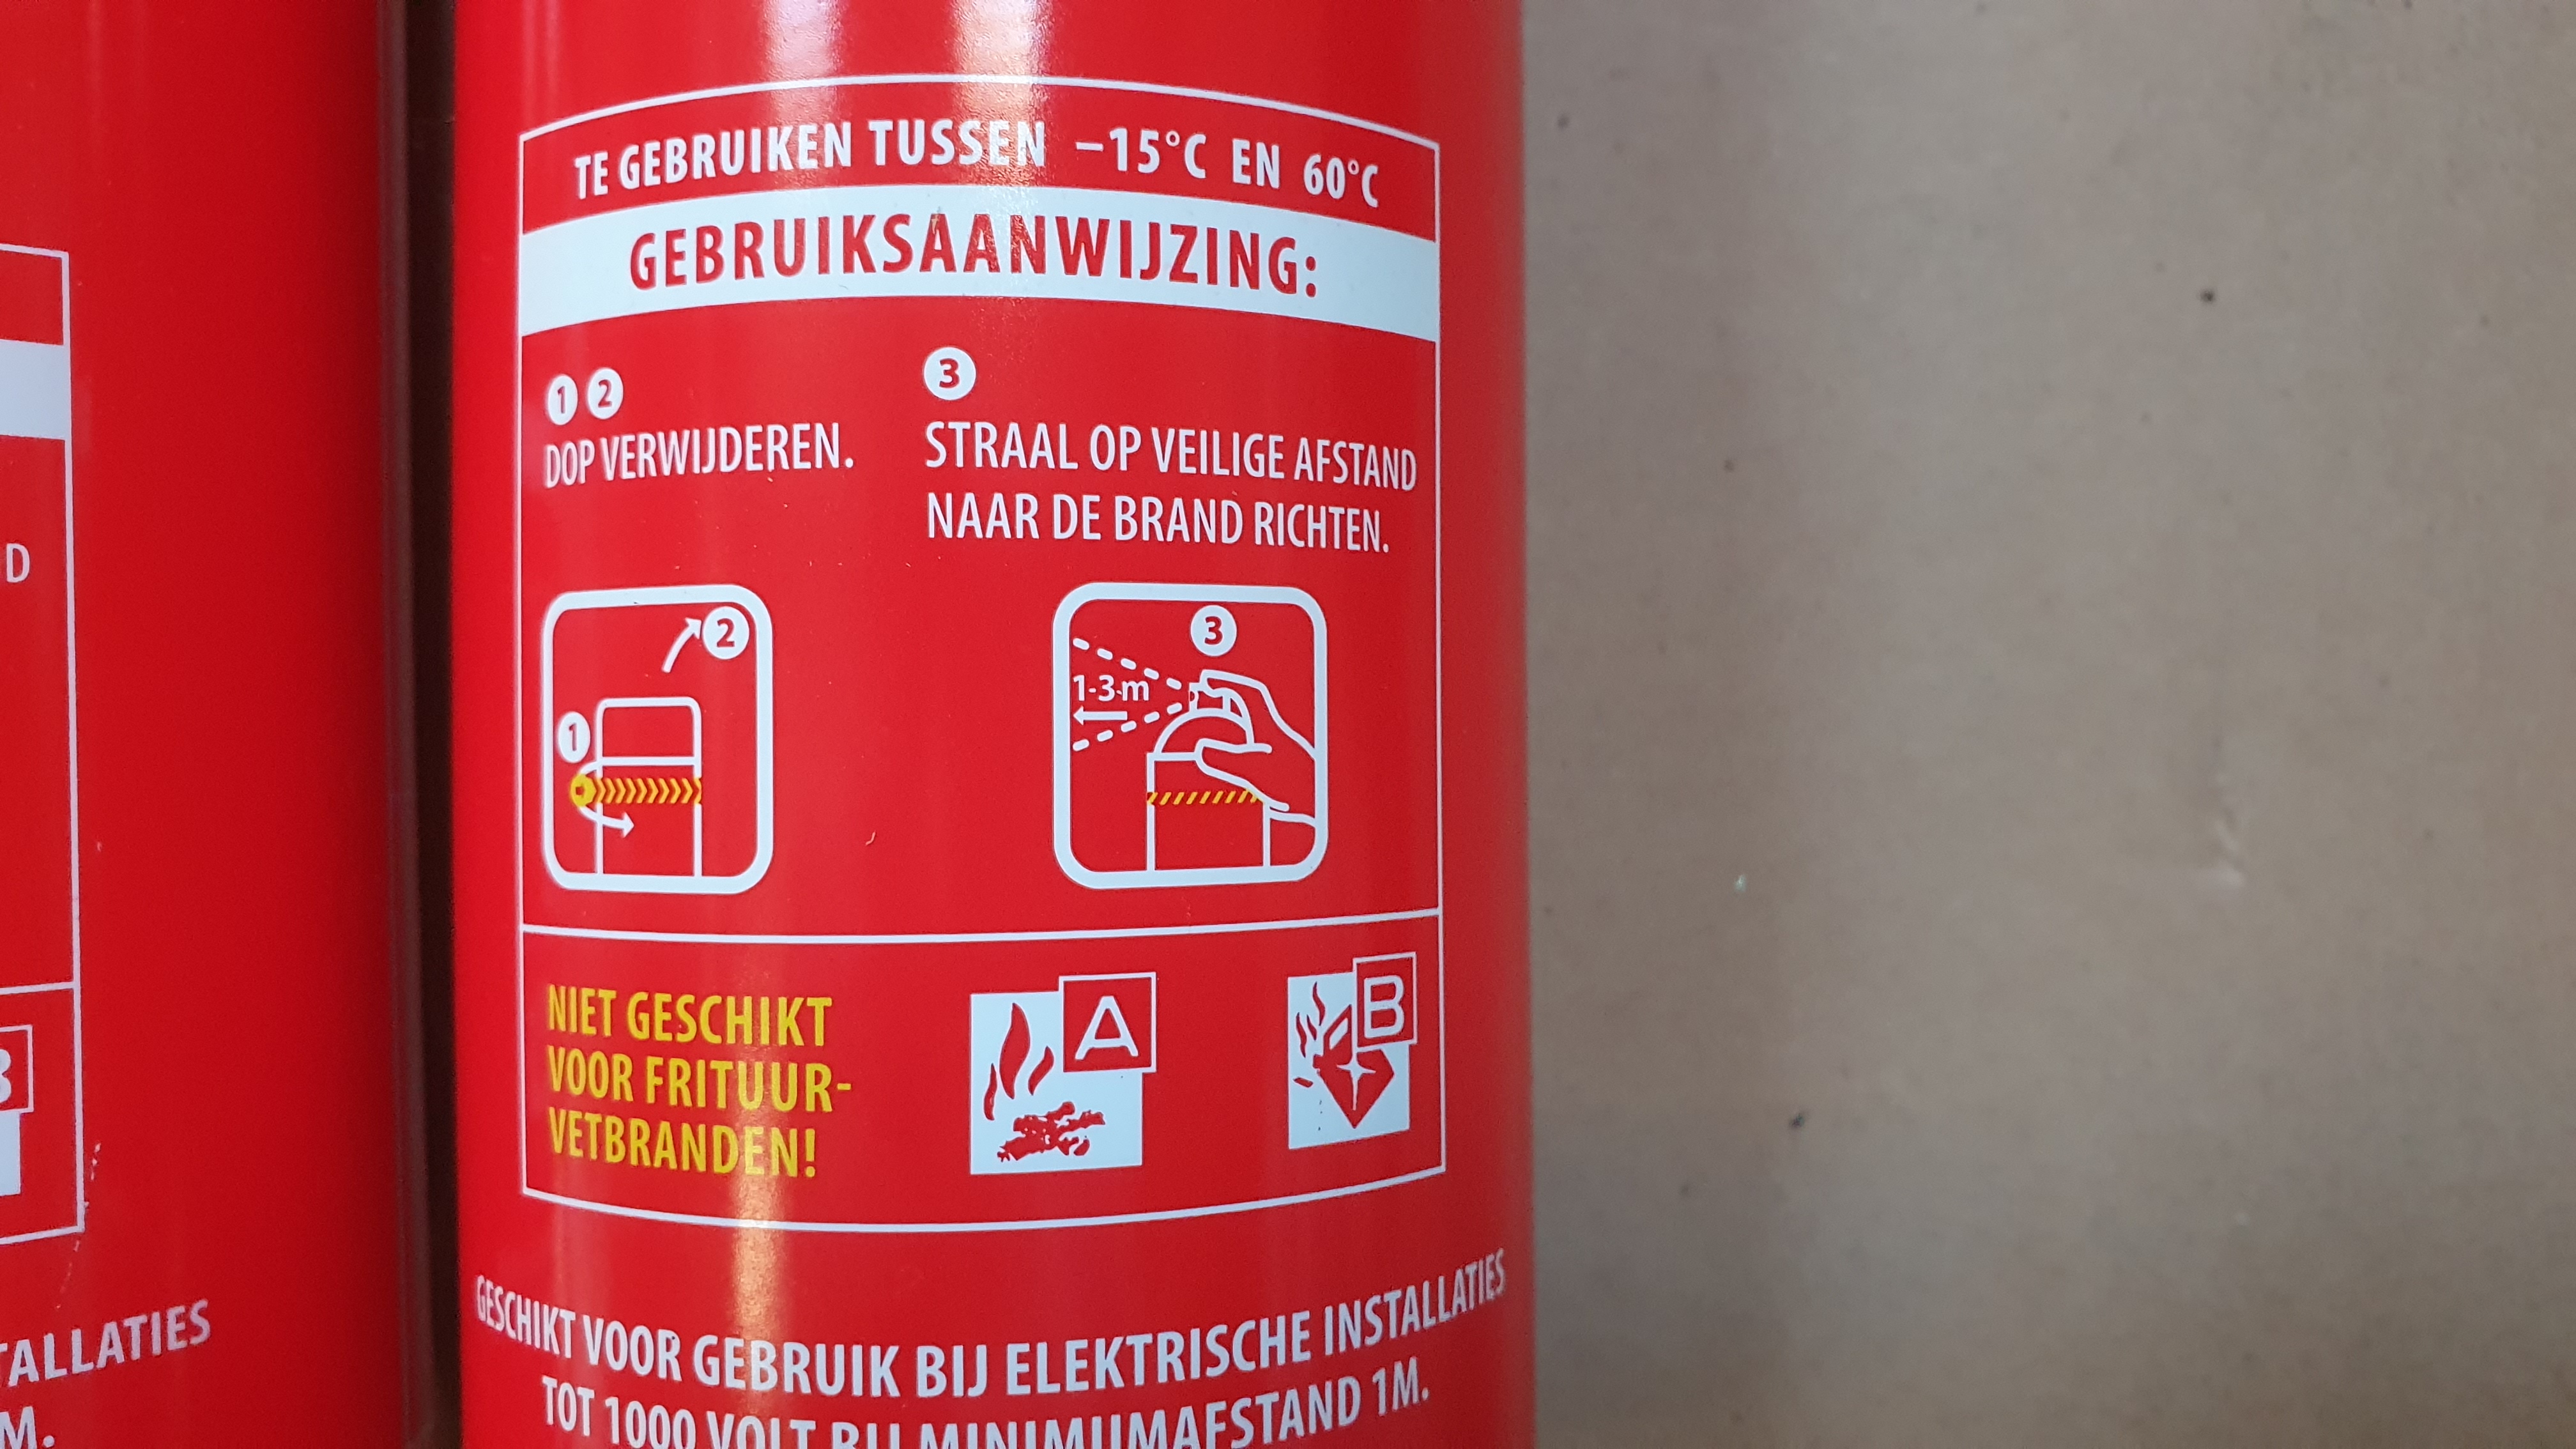 TE GEBRUIKEN TUSSEN -15°C EN 60°C
GEBRUIKSAANWIJZING:
1 2
DOP VERWIJDEREN.
3
STRAAL OP VEILIGE AFSTAND
NAAR DE BRAND RICHTEN.
2
1
3
1-3 m
NIET GESCHIKT
VOOR FRITUUR-
VETBRANDEN!
A
B
GESCHIKT VOOR GEBRUIK BIJ ELEKTRISCHE INSTALLATIES
TOT 1000 VOLT BIJ MINIMUMAFSTAND 1M.
D
B
TALLATIES
M.